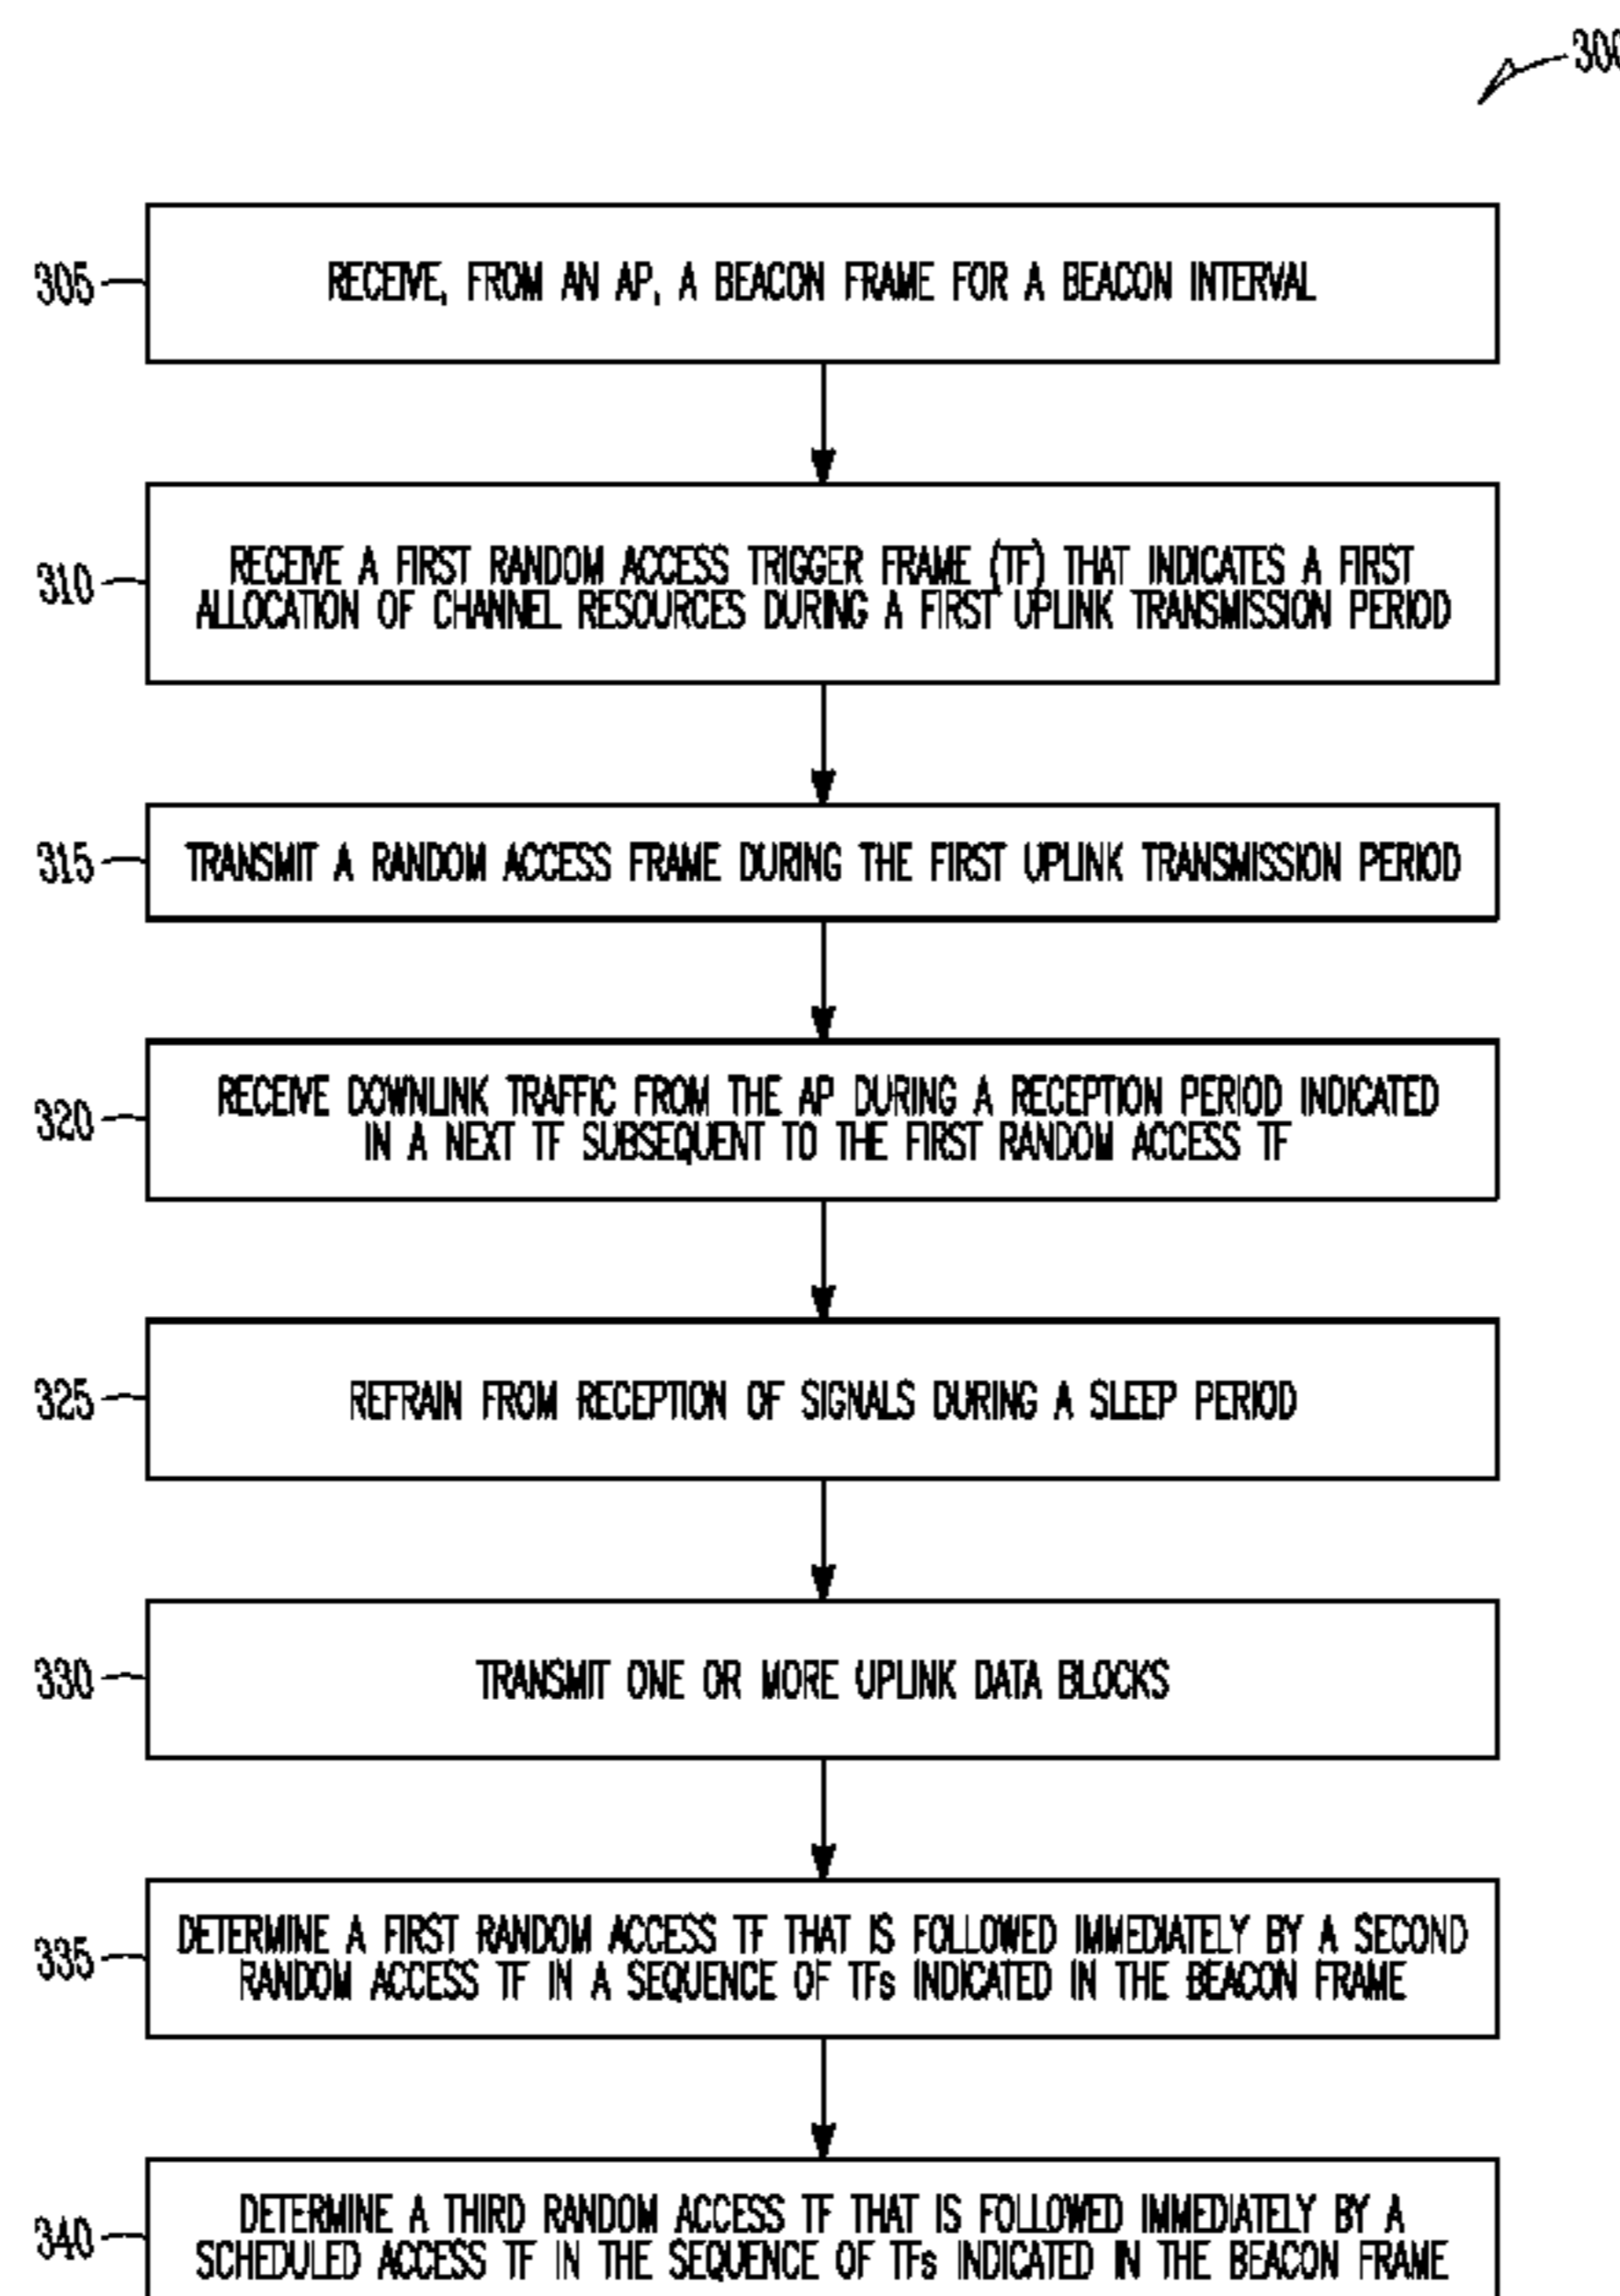 300
305
RECEIVE, FROM AN AP, A BEACON FRAME FOR A BEACON INTERVAL
310
RECEIVE A FIRST RANDOM ACCESS TRIGGER FRAME (TF) THAT INDICATES A FIRST
ALLOCATION OF CHANNEL RESOURCES DURING A FIRST UPLINK TRANSMISSION PERIOD
315
TRANSMIT A RANDOM ACCESS FRAME DURING THE FIRST UPLINK TRANSMISSION PERIOD
320
RECEIVE DOWNLINK TRAFFIC FROM THE AP DURING A RECEPTION PERIOD INDICATED
IN A NEXT TF SUBSEQUENT TO THE FIRST RANDOM ACCESS TF
325
REFRAIN FROM RECEPTION OF SIGNALS DURING A SLEEP PERIOD
330
TRANSMIT ONE OR MORE UPLINK DATA BLOCKS
335
DETERMINE A FIRST RANDOM ACCESS TF THAT IS FOLLOWED IMMEDIATELY BY A SECOND
RANDOM ACCESS TF IN A SEQUENCE OF TFs INDICATED IN THE BEACON FRAME
340
DETERMINE A THIRD RANDOM ACCESS TF THAT IS FOLLOWED IMMEDIATELY BY A
SCHEDULED ACCESS TF IN THE SEQUENCE OF TFs INDICATED IN THE BEACON FRAME